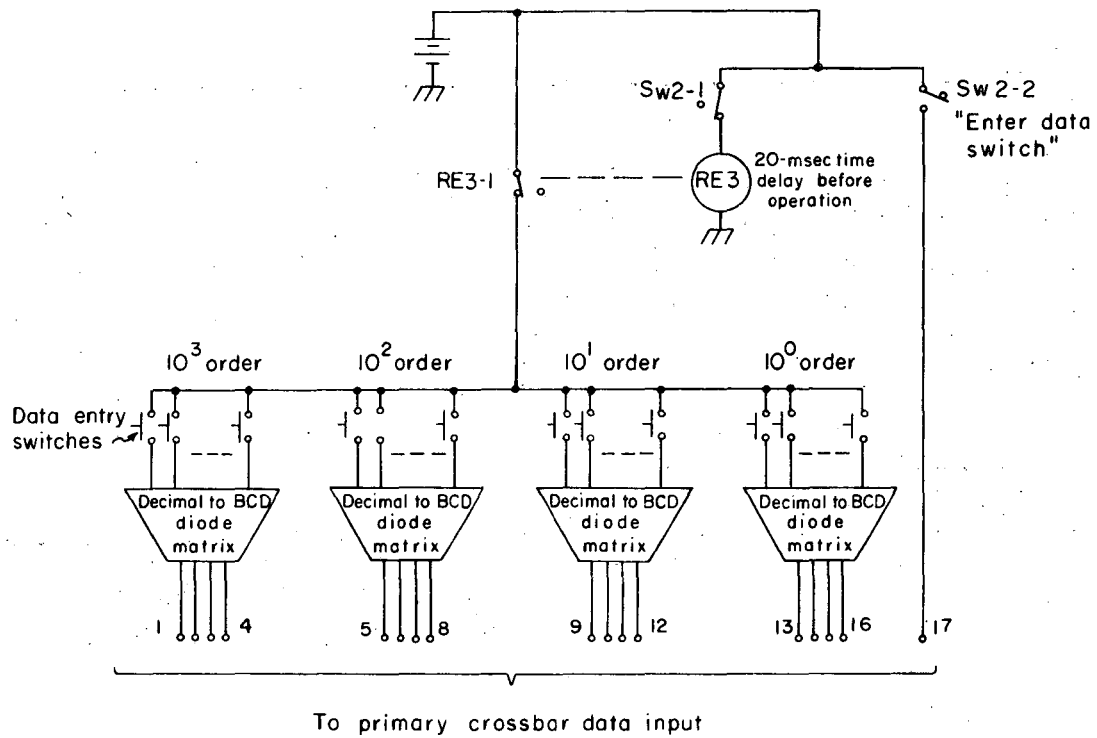 Sw2-1
Sw 2-2
"Enter data
switch."
RE3-1
RE3
20-msec time
delay before
operation
10³ order
10² order
10¹ order
10⁰ order
Data entry
switches
Decimal to BCD
diode
matrix
Decimal to BCD
diode
matrix
Decimal to BCD
diode
matrix
Decimal to BCD
diode
matrix
1
4
5
8
9
12
13
16
17
To primary crossbar data input